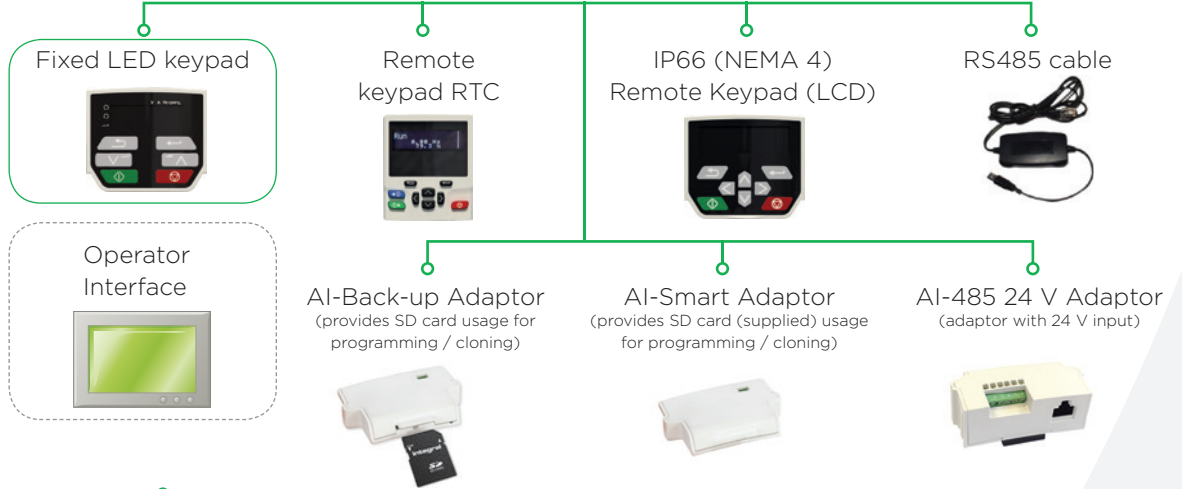 Fixed LED keypad
Remote
keypad RTC
IP66 (NEMA 4)
Remote Keypad (LCD)
RS485 cable
Run
Operator
Interface
AI-Back-up Adaptor
(provides SD card usage for
programming / cloning)
AI-Smart Adaptor
(provides SD card (supplied) usage
for programming / cloning)
AI-485 24 V Adaptor
(adaptor with 24 V input)
integral
SD